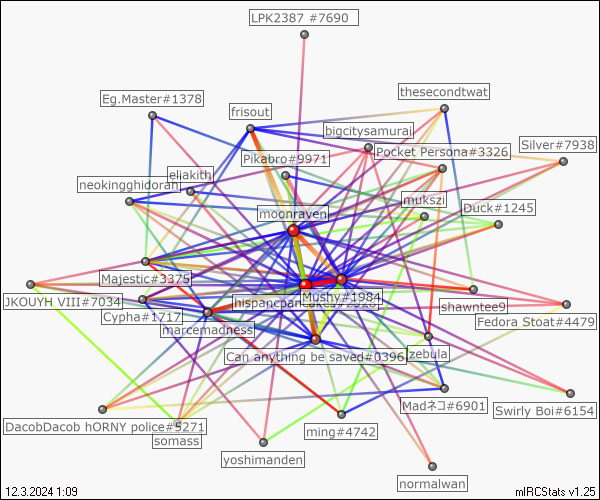 LPK2387 #7690
thesecondtwat
Eg.Master#1378
frisout
bigcitysamurai
Silver#7938
Pikabro#9971
Pocket Persona#3326
eliakith
neokingghidorah
mukszi
Duck#1245
moonraven
Majestic#3375
JKOUYH VIII#7034
Mushy#1984
shawntee9
Cypha#1717
Fedora Stoat#4479
marcemadness
Can anything be saved#0396
zebula
DacobDacob hORNY police#5271
Madネコ#6901
Swirly Boi#6154
somass
ming#4742
yoshimanden
normalwan
12.3.2024 1:09
mIRCStats v1.25